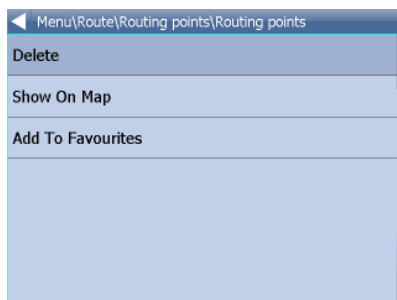 Menu\Route\Routing points\Routing points
Delete
Show On Map
Add To Favourites